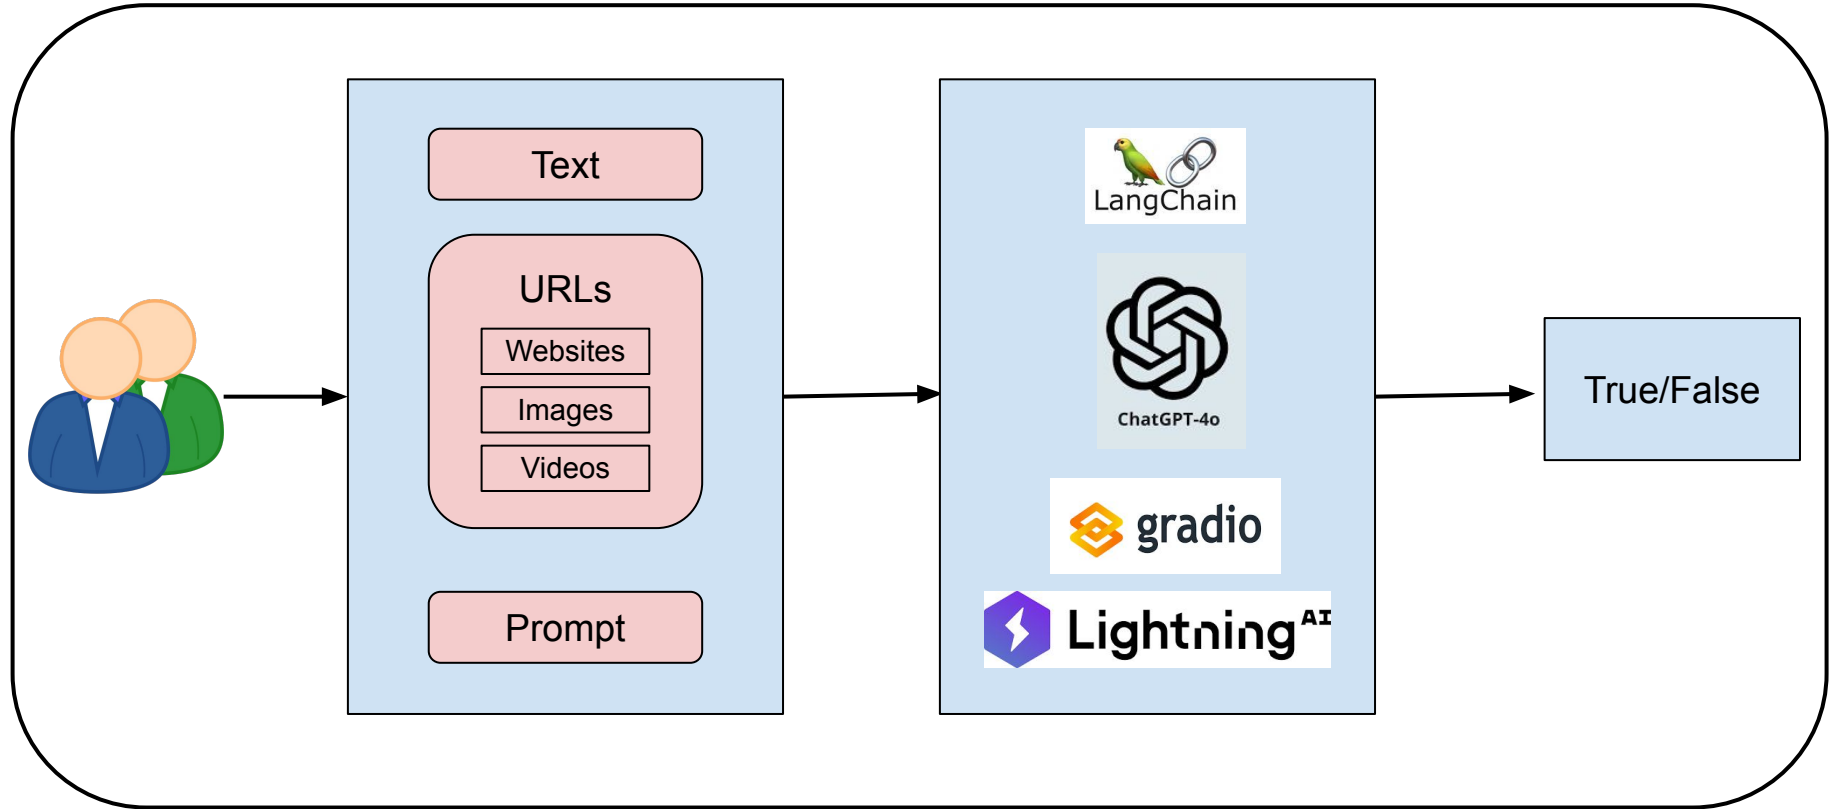 Text
URLs
Websites
Images
Videos
Prompt
LangChain
ChatGPT-4o
gradio
Lightning AI
True/False